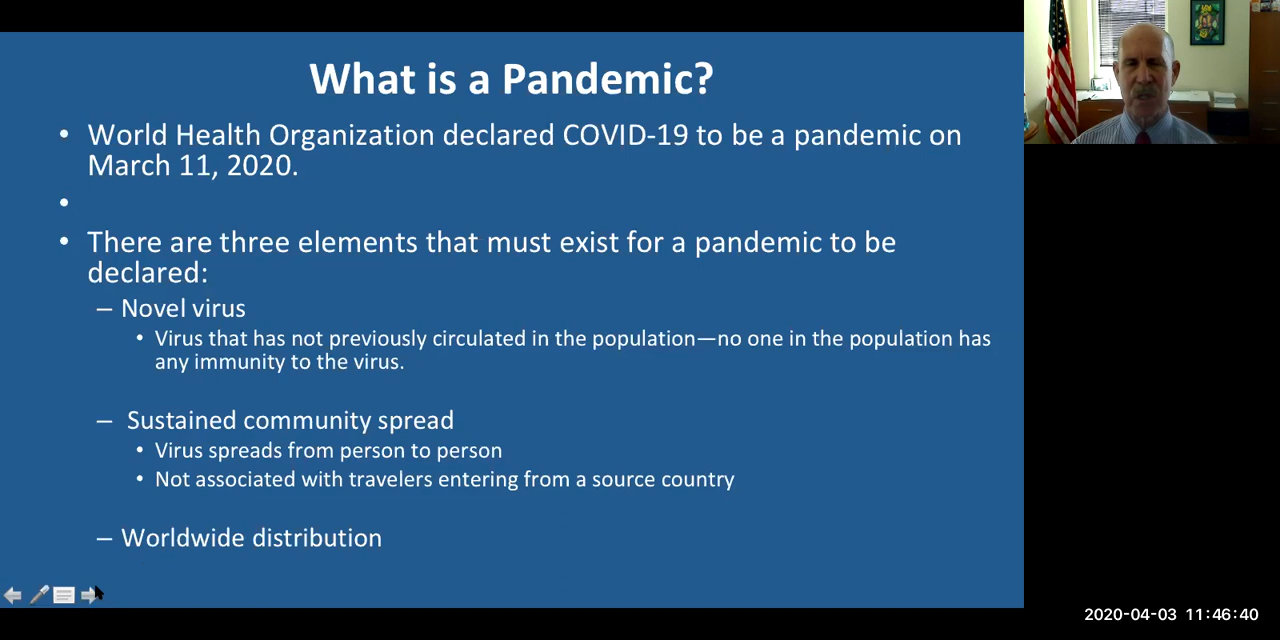 What is a Pandemic?
• World Health Organization declared COVID-19 to be a pandemic on
March 11, 2020.
•
• There are three elements that must exist for a pandemic to be
declared:
– Novel virus
• Virus that has not previously circulated in the population—no one in the population has
any immunity to the virus.
– Sustained community spread
• Virus spreads from person to person
• Not associated with travelers entering from a source country
– Worldwide distribution
2020-04-03 11:46:40